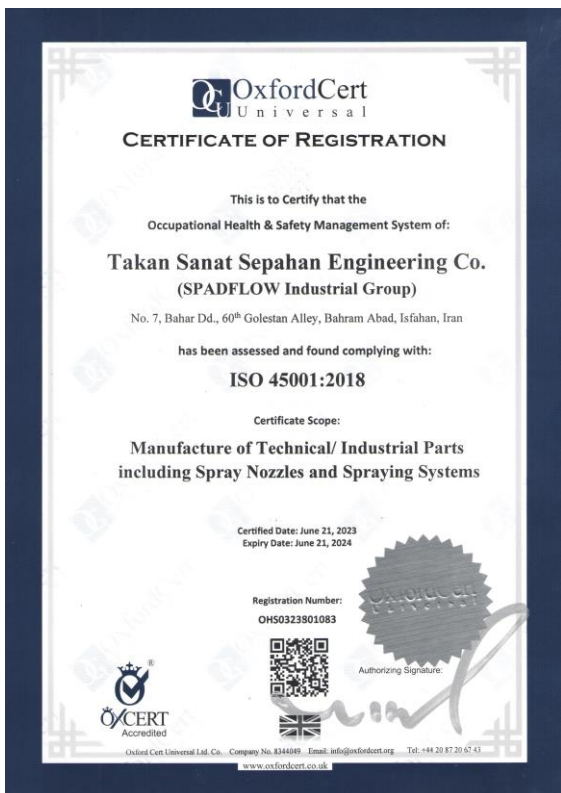 OxfordCert
Universal
CERTIFICATE OF REGISTRATION
This is to Certify that the
Occupational Health & Safety Management System of:
Takan Sanat Sepahan Engineering Co.
(SPADFLOW Industrial Group)
No. 7, Bahar Dd., 60th Golestan Alley, Bahram Abad, Isfahan, Iran
has been assessed and found complying with:
ISO 45001:2018
Certificate Scope:
Manufacture of Technical/ Industrial Parts
including Spray Nozzles and Spraying Systems
Certified Date: June 21, 2023
Expiry Date: June 21, 2024
OxfordCert
UNIVERSAL
Registration Number:
OHS0323801083
Authorizing Signature:
OXCERT
Accredited
Oxford Cert Universal Ltd. Co. Company No. 8344049 Email: info@oxfordcert.org Tel: +44 20 87 20 67 43
www.oxfordcert.co.uk